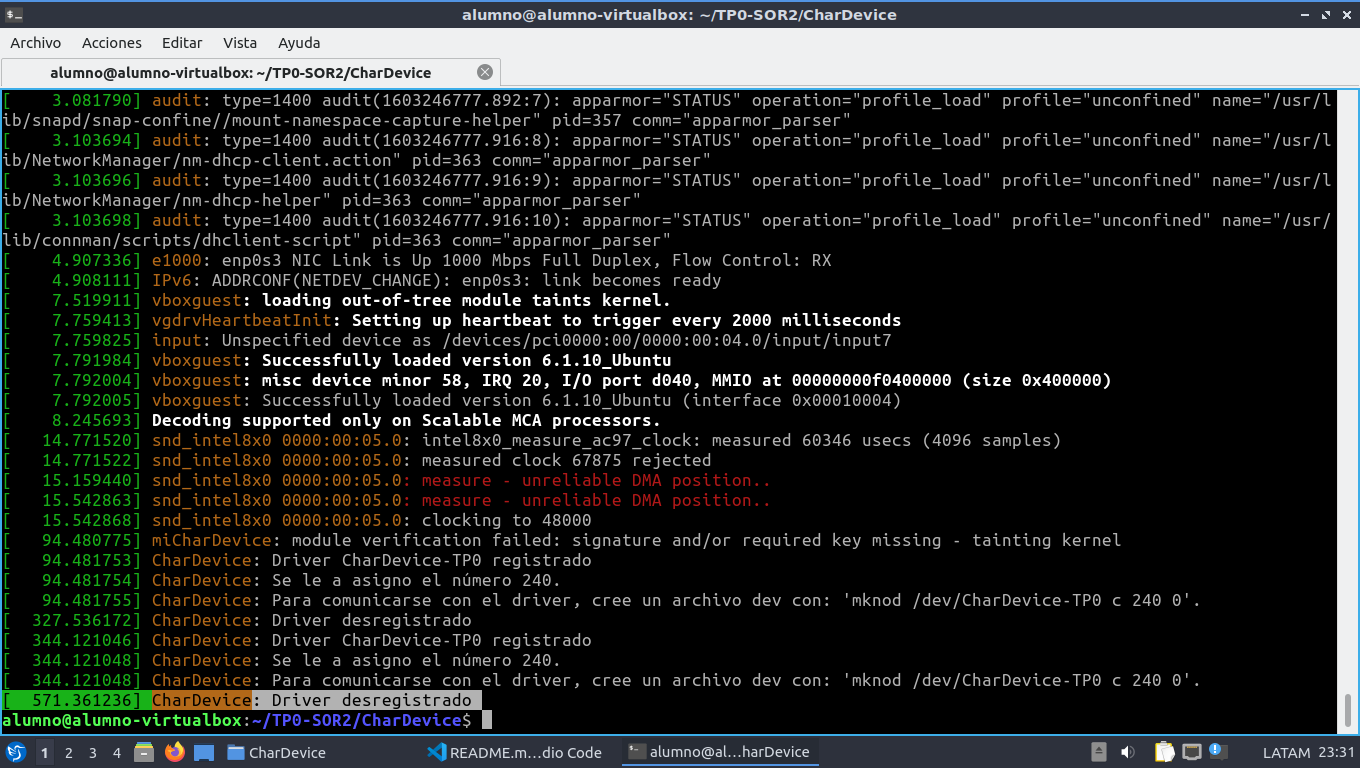 alumno@alumno-virtualbox: ~/TP0-SOR2/CharDevice
Archivo Acciones Editar Vista Ayuda
alumno@alumno-virtualbox: ~/TP0-SOR2/CharDevice
[    3.081790] audit: type=1400 audit(1603246777.892:7): apparmor="STATUS" operation="profile_load" profile="unconfined" name="/usr/l
ib/snapd/snap-confine//mount-namespace-capture-helper" pid=357 comm="apparmor_parser"
[    3.103694] audit: type=1400 audit(1603246777.916:8): apparmor="STATUS" operation="profile_load" profile="unconfined" name="/usr/l
ib/NetworkManager/nm-dhcp-client.action" pid=363 comm="apparmor_parser"
[    3.103696] audit: type=1400 audit(1603246777.916:9): apparmor="STATUS" operation="profile_load" profile="unconfined" name="/usr/l
ib/NetworkManager/nm-dhcp-helper" pid=363 comm="apparmor_parser"
[    3.103698] audit: type=1400 audit(1603246777.916:10): apparmor="STATUS" operation="profile_load" profile="unconfined" name="/usr/
lib/connman/scripts/dhclient-script" pid=363 comm="apparmor_parser"
[    4.907336] e1000: enp0s3 NIC Link is Up 1000 Mbps Full Duplex, Flow Control: RX
[    4.908111] IPv6: ADDRCONF(NETDEV_CHANGE): enp0s3: link becomes ready
[    7.519911] vboxguest: loading out-of-tree module taints kernel.
[    7.759413] vgdrvHeartbeatInit: Setting up heartbeat to trigger every 2000 milliseconds
[    7.759825] input: Unspecified device as /devices/pci0000:00/0000:00:04.0/input/input7
[    7.791984] vboxguest: Successfully loaded version 6.1.10_Ubuntu
[    7.792004] vboxguest: misc device minor 58, IRQ 20, I/O port d040, MMIO at 00000000f0400000 (size 0x400000)
[    7.792005] vboxguest: Successfully loaded version 6.1.10_Ubuntu (interface 0x00010004)
[    8.245693] Decoding supported only on Scalable MCA processors.
[   14.771520] snd_intel8x0 0000:00:05.0: intel8x0_measure_ac97_clock: measured 60346 usecs (4096 samples)
[   14.771522] snd_intel8x0 0000:00:05.0: measured clock 67875 rejected
[   15.159440] snd_intel8x0 0000:00:05.0: measure - unreliable DMA position..
[   15.542863] snd_intel8x0 0000:00:05.0: measure - unreliable DMA position..
[   15.542868] snd_intel8x0 0000:00:05.0: clocking to 48000
[   94.480775] miCharDevice: module verification failed: signature and/or required key missing - tainting kernel
[   94.481753] CharDevice: Driver CharDevice-TP0 registrado
[   94.481754] CharDevice: Se le a asigno el número 240.
[   94.481755] CharDevice: Para comunicarse con el driver, cree un archivo dev con: 'mknod /dev/CharDevice-TP0 c 240 0'.
[  327.536172] CharDevice: Driver desregistrado
[  344.121046] CharDevice: Driver CharDevice-TP0 registrado
[  344.121048] CharDevice: Se le a asigno el número 240.
[  344.121048] CharDevice: Para comunicarse con el driver, cree un archivo dev con: 'mknod /dev/CharDevice-TP0 c 240 0'.
[  571.361236] CharDevice: Driver desregistrado
alumno@alumno-virtualbox:~/TP0-SOR2/CharDevice$
1 2 3 4 CharDevice README.m...dio Code alumno@al...harDevice LATAM 23:31